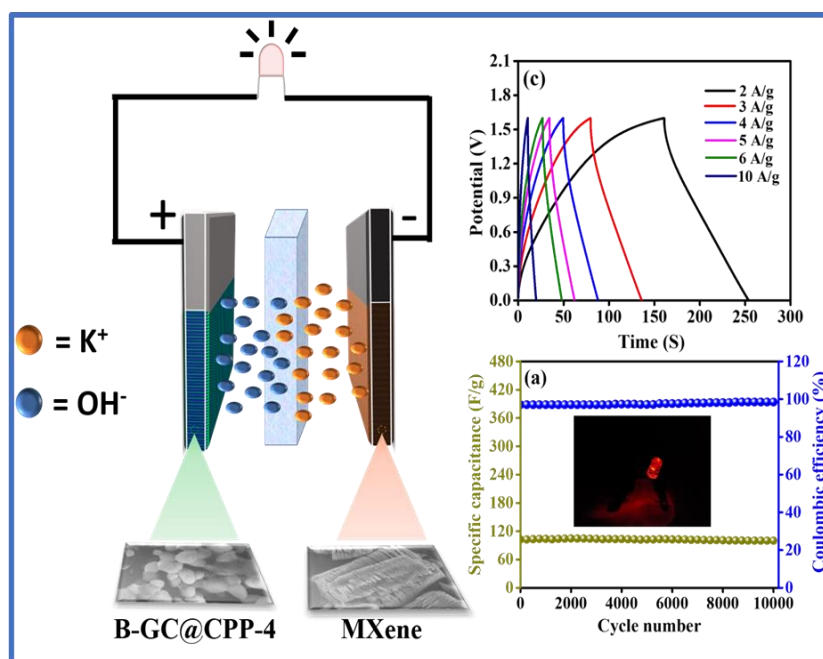 +
-
= K⁺
= OH⁻
B-GC@CPP-4
MXene
(c)
2 A/g
3 A/g
4 A/g
5 A/g
6 A/g
10 A/g
Potential (V)
2.1
1.8
1.5
1.2
0.9
0.6
0.3
0.0
0 50 100 150 200 250 300
Time (S)
(a)
Specific capacitance (F/g)
480
420
360
300
240
180
120
60
0
Coulombic efficiency (%)
120
100
80
60
40
20
0
0 2000 4000 6000 8000 10000
Cycle number